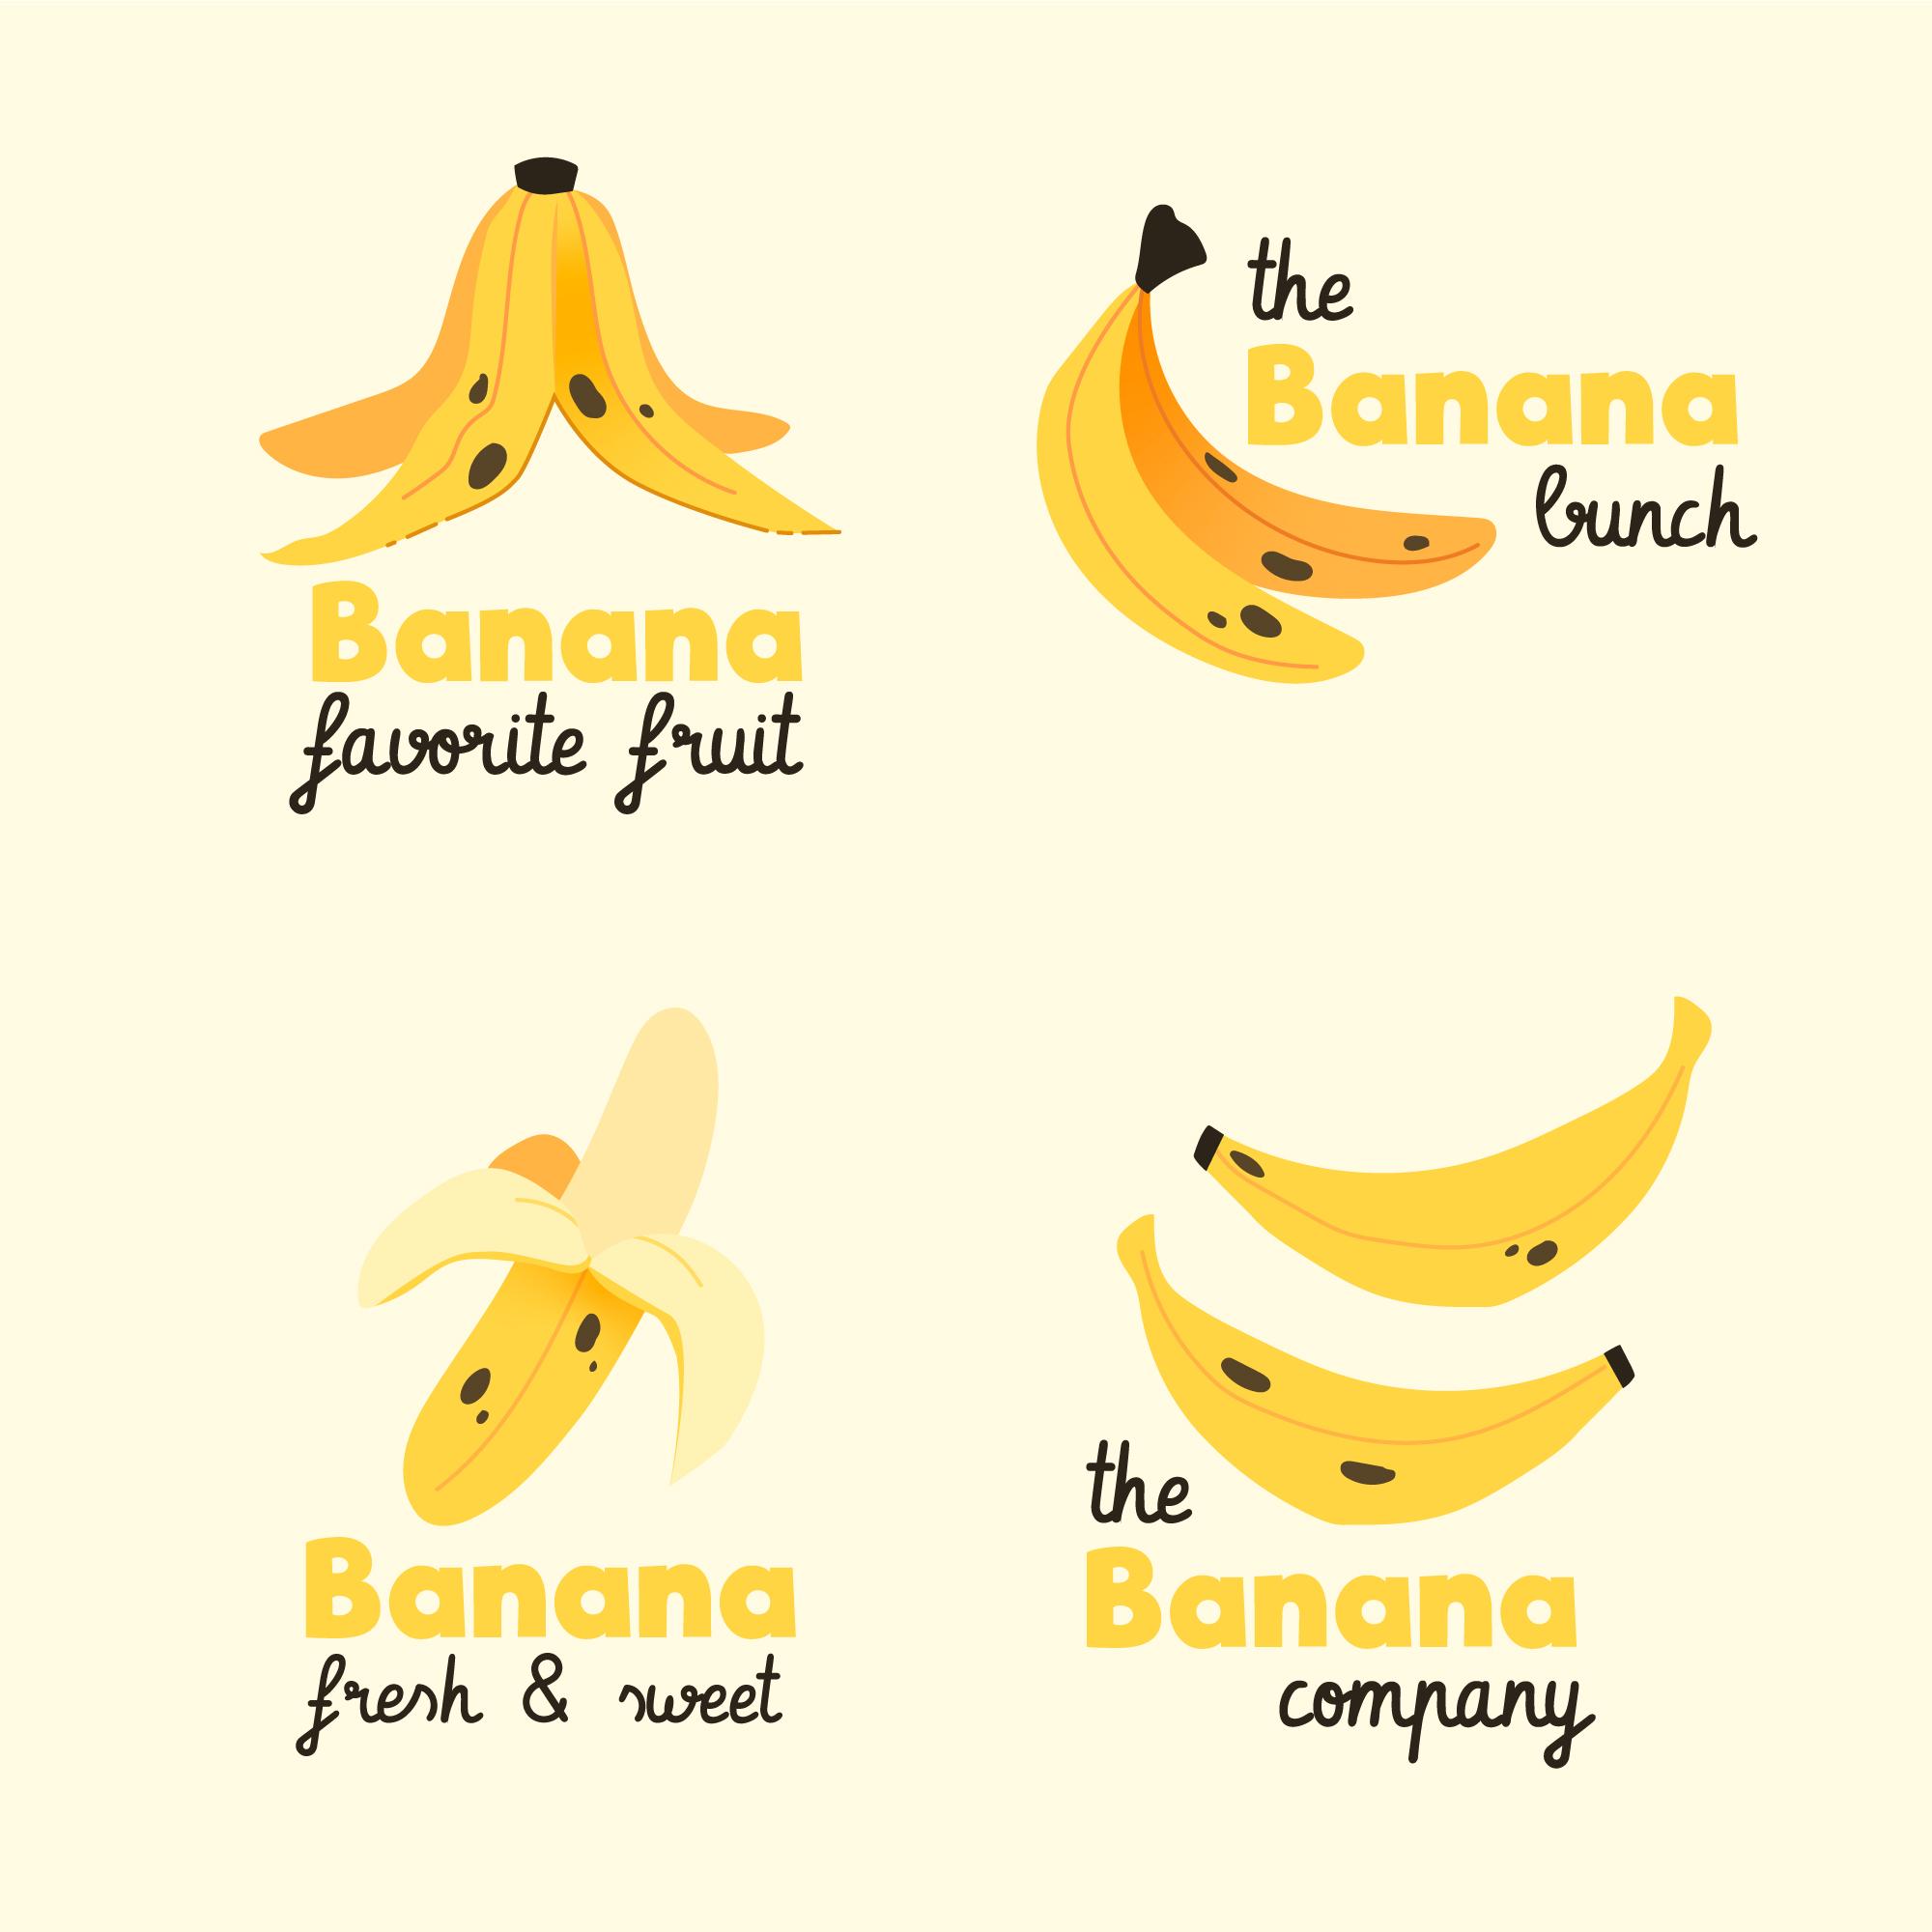 Banana
favorite fruit
the
Banana
bunch
Banana
fresh & sweet
the
Banana
company